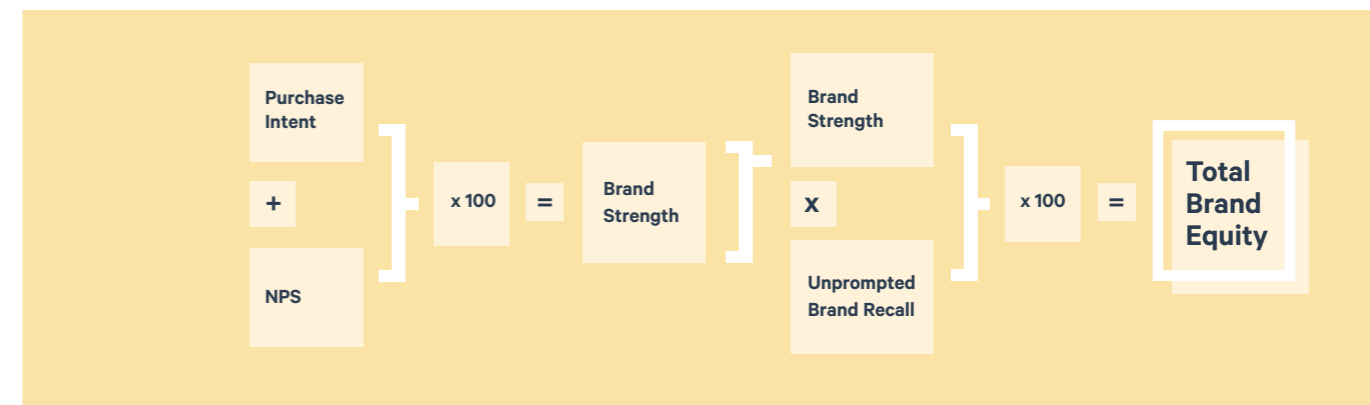 Purchase
Intent
+
NPS
x 100
=
Brand
Strength
Brand
Strength
x
Unprompted
Brand Recall
x 100
=
Total
Brand
Equity